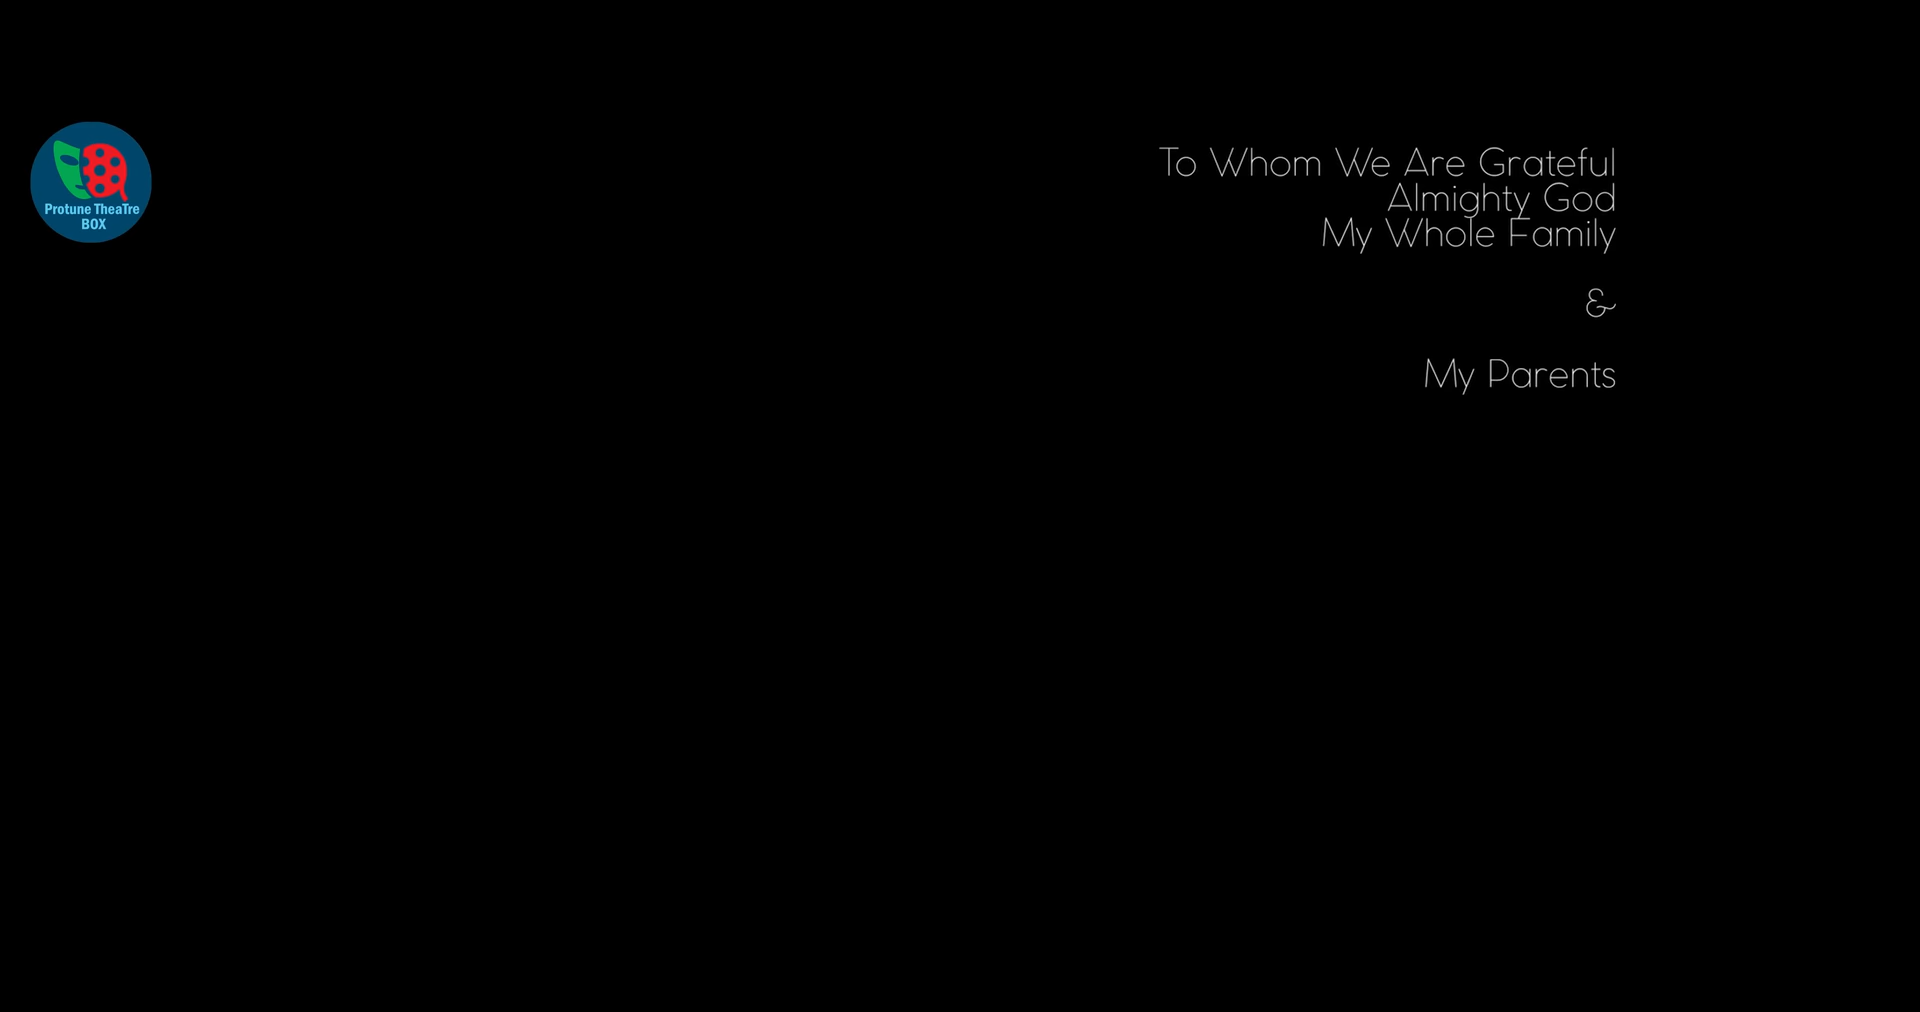 Protune TheaTre
BOX
To Whom We Are Grateful
Almighty God
My Whole Family
&
My Parents